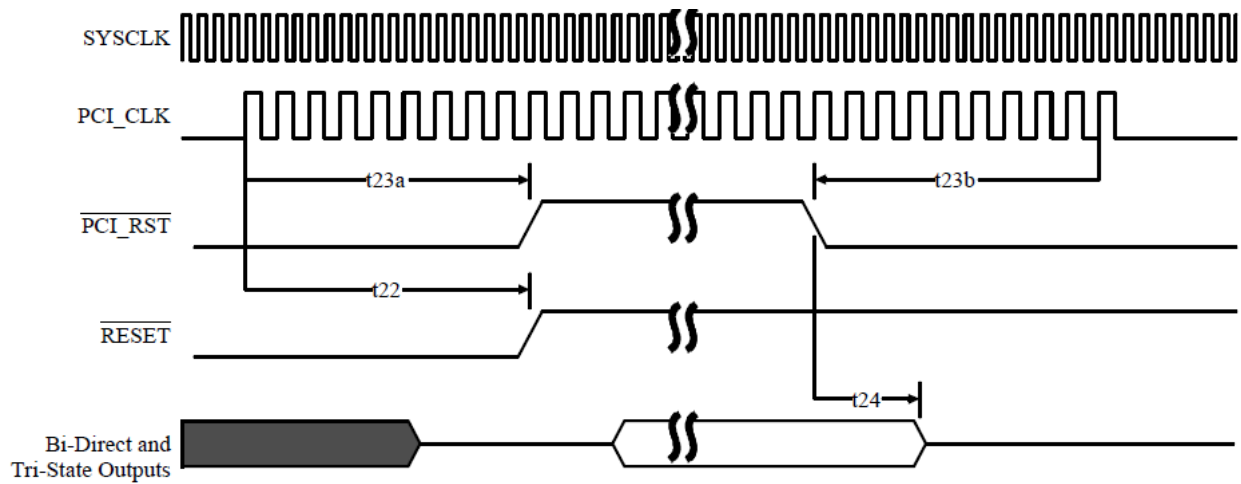 SYSCLK
PCI_CLK
t23a
t23b
PCI_RST
t22
RESET
t24
Bi-Direct and
Tri-State Outputs